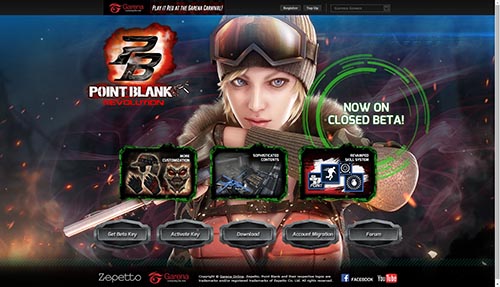 Garena
PLAY IT RED AT THE GARENA CARNIVAL!
Register
Top Up
PB
POINT BLANK
REVOLUTION
NOW ON
CLOSED BETA!
MORE
CUSTOMIZATION
SOPHISTICATED
CONTENTS
REVAMPED
SKILL SYSTEM
Get Beta Key
Activate Key
Download
Account Migration
Forum
Zepetto
Garena
Copyright © Garena Online. Zepetto, Point Blank and their respective logos are
trademarks and/or registered trademarks of Zepetto Co. Ltd. All rights reserved.
FACEBOOK
YouTube